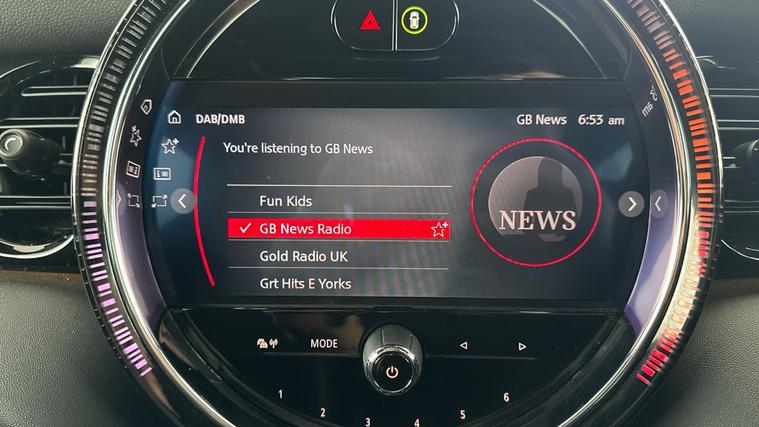 DAB/DMB
GB News 6:53 am
You're listening to GB News
Fun Kids
GB News Radio
Gold Radio UK
Grt Hits E Yorks
NEWS
MODE
1
2
3
4
5
6